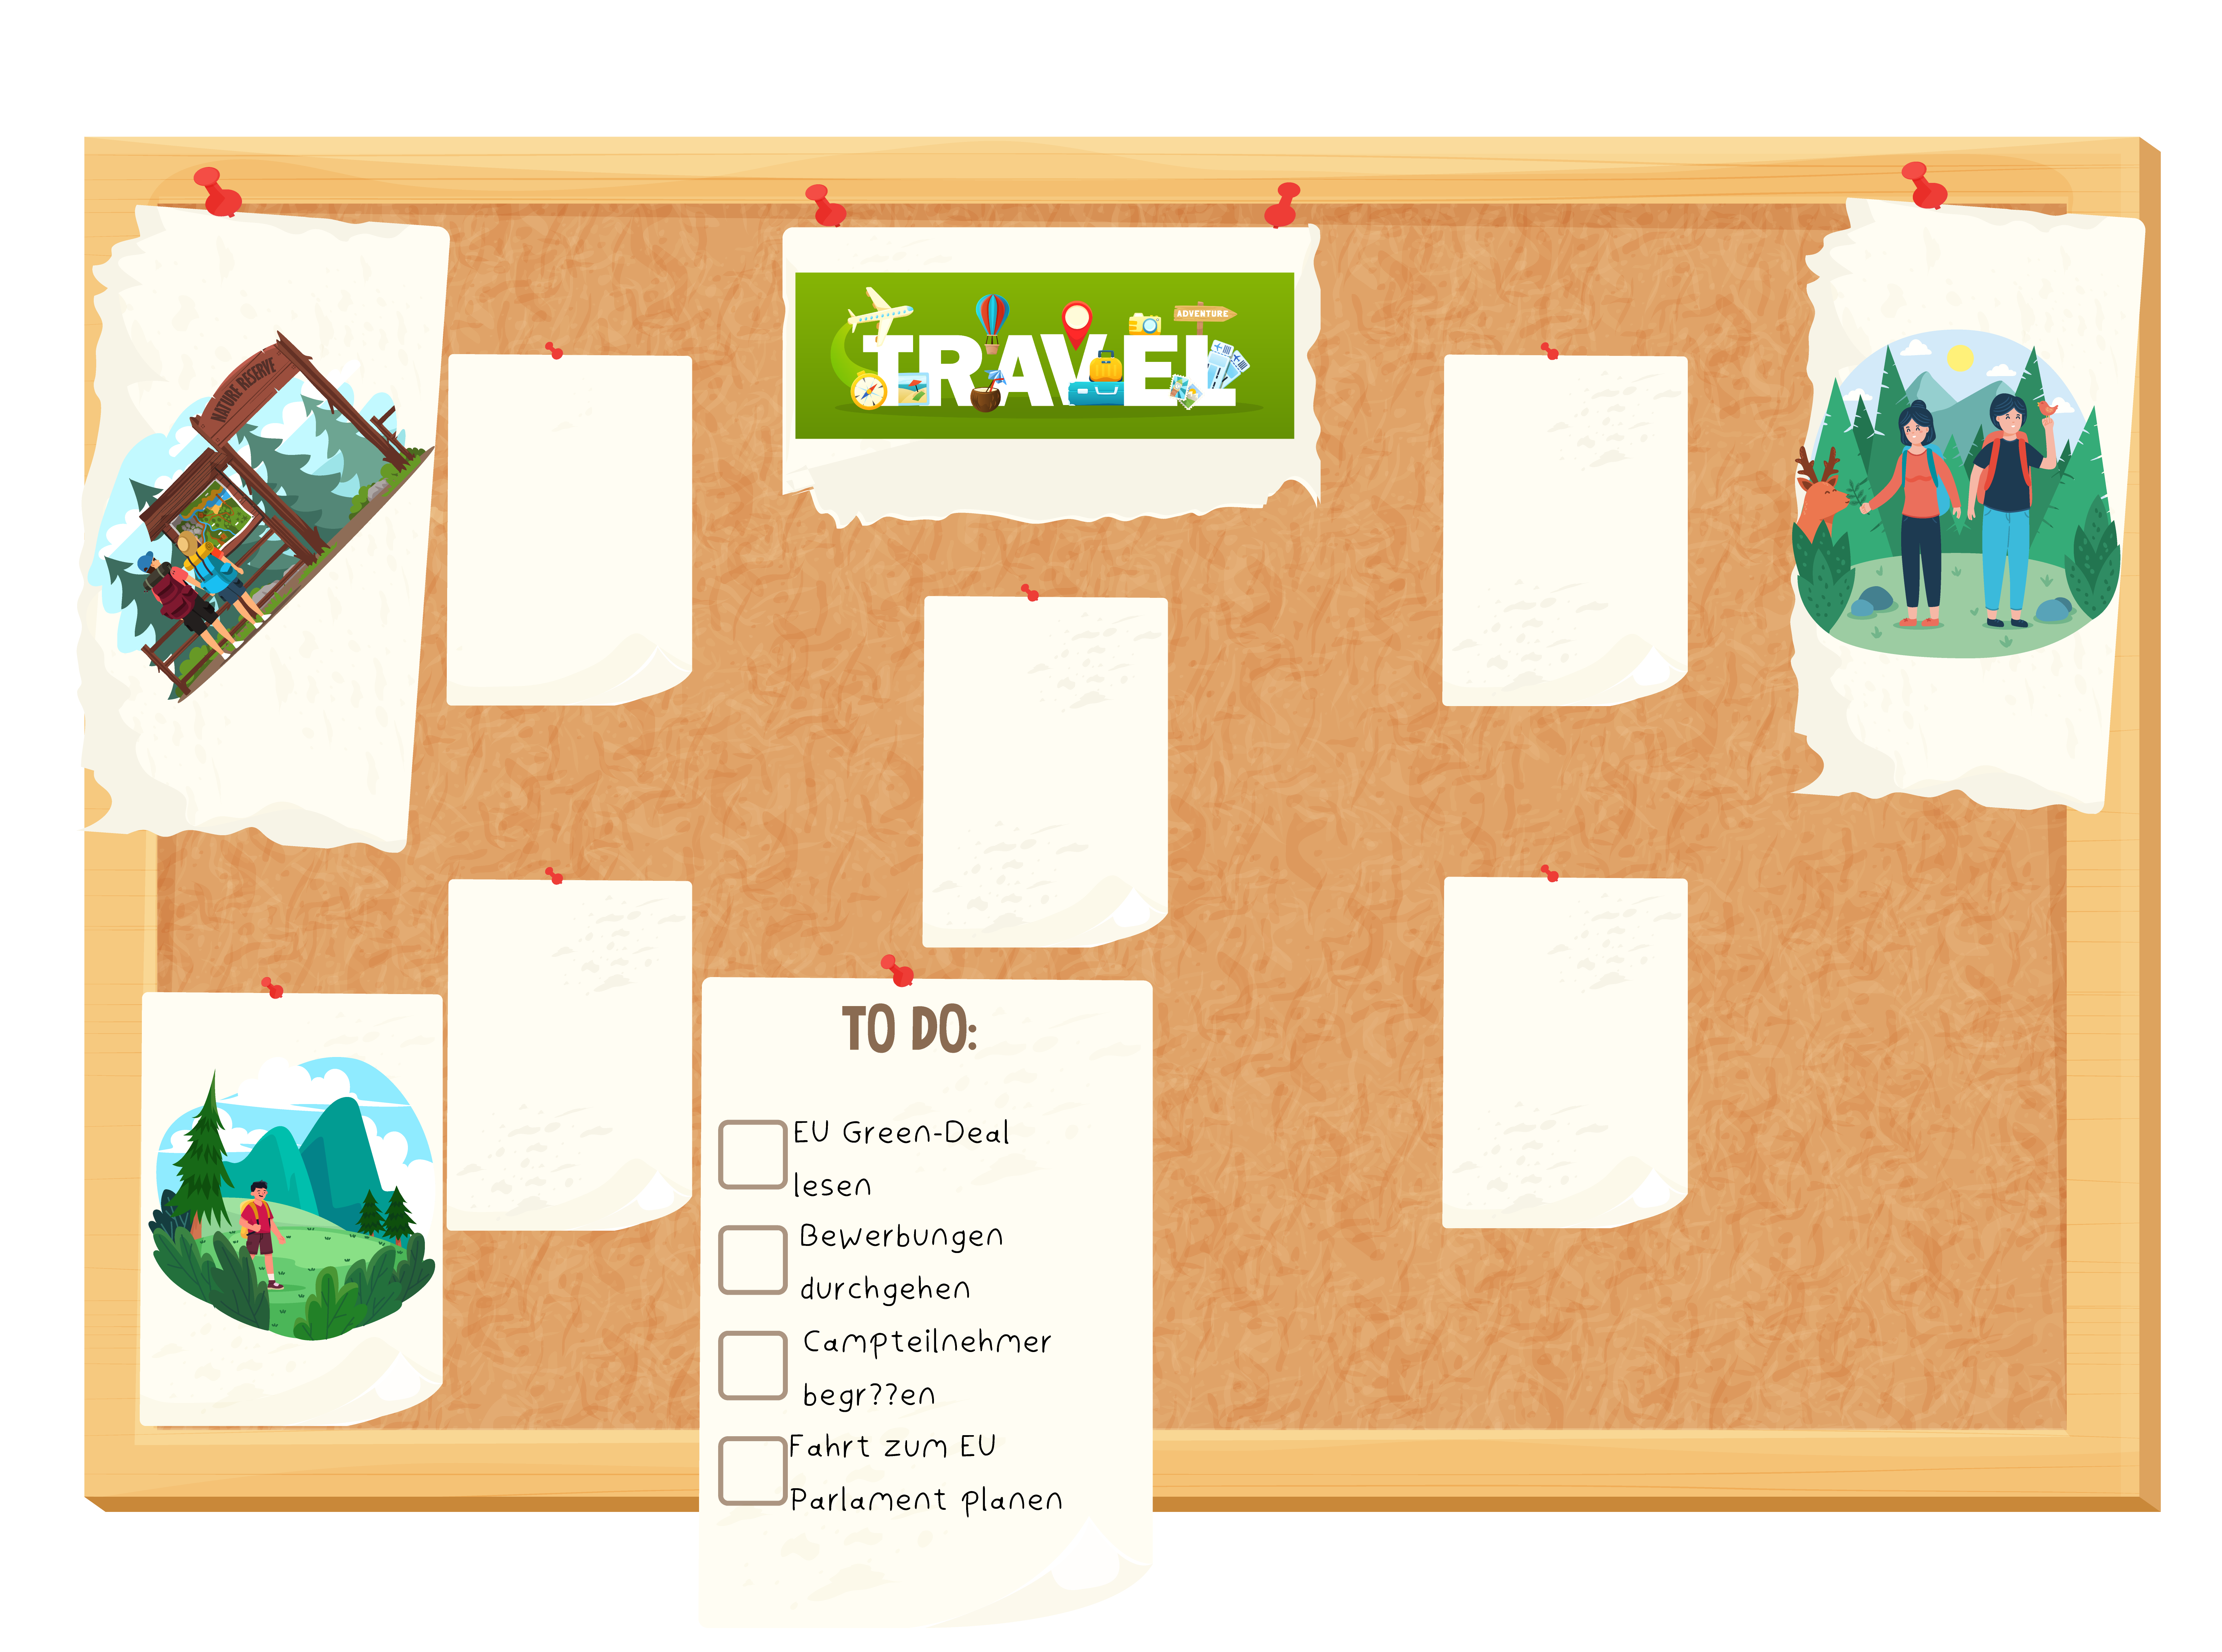 NATURE RESERVE
ADVENTURE
TRAVEL
TO DO:
EU Green-Deal
lesen
Bewerbungen
durchgehen
Campteilnehmer
begr??en
Fahrt zum EU
Parlament planen